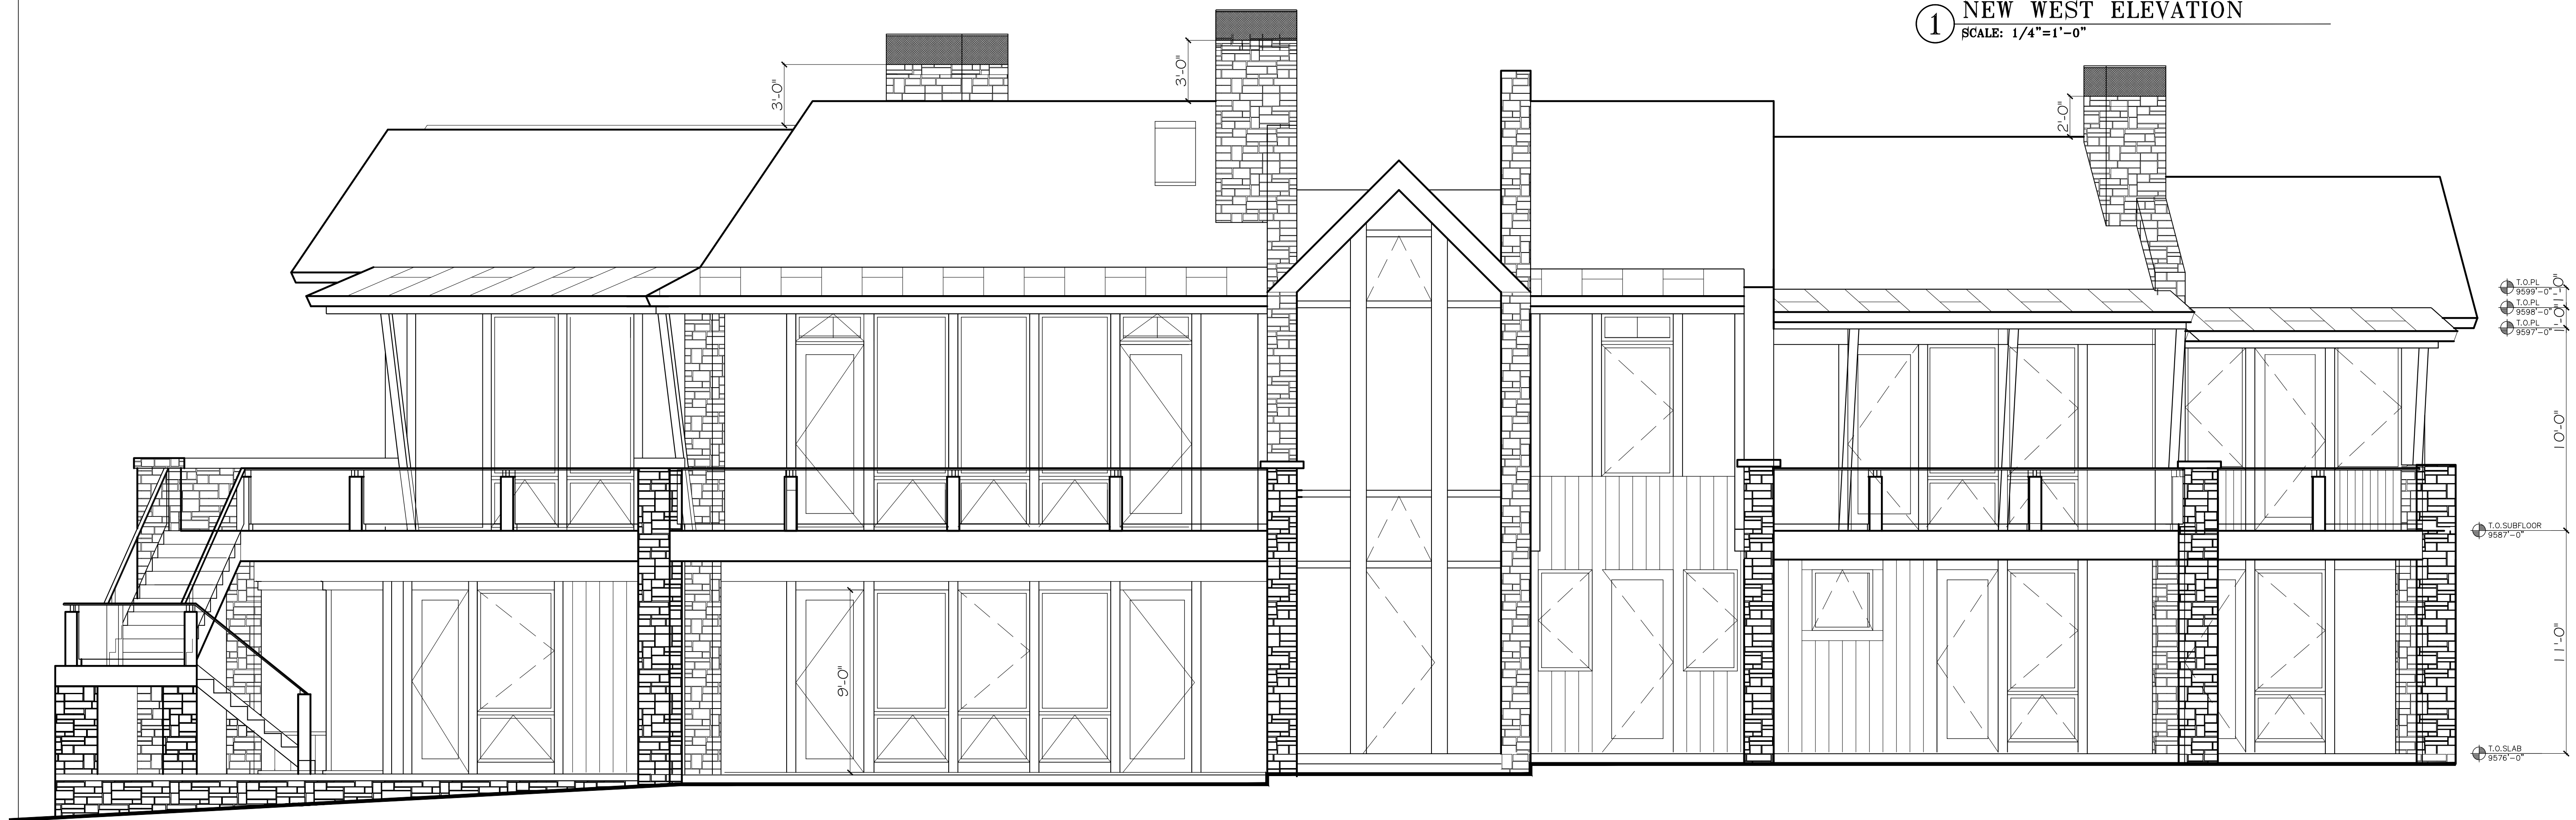 1
NEW WEST ELEVATION
SCALE: 1/4"=1'-0"
3'-0"
3'-0"
2'-0"
T.O.PL
9599'-0"
1'-0"
T.O.PL
9598'-0"
1'-0"
T.O.PL
9597'-0"
10'-0"
T.O.SUBFLOOR
9587'-0"
11'-0"
9'-0"
T.O.SLAB
9576'-0"